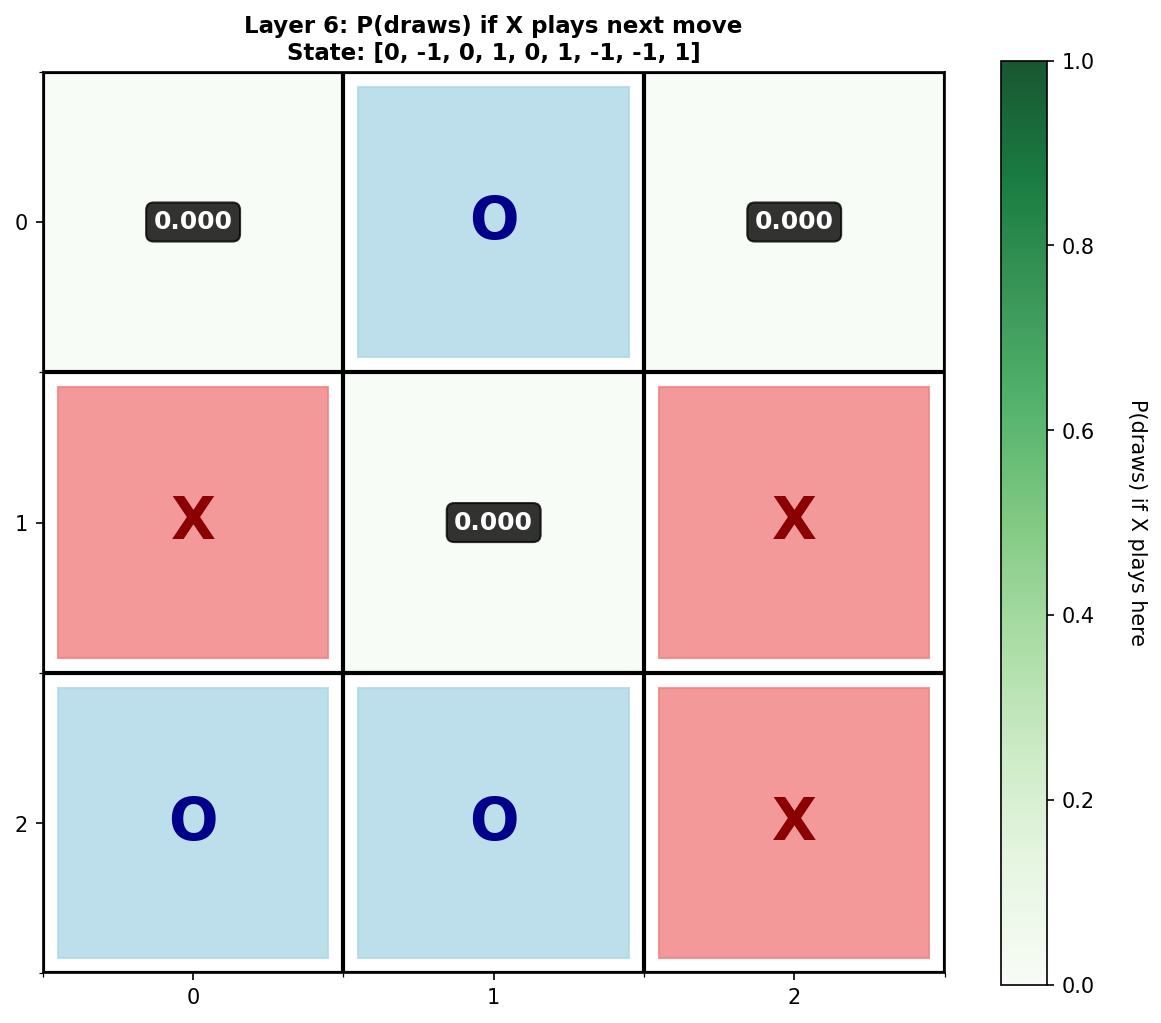 Layer 6: P(draws) if X plays next move
State: [0, -1, 0, 1, 0, 1, -1, -1, 1]
0.000
O
0.000
X
0.000
X
O
O
X
0
1
2
0
1
2
1.0
0.8
0.6
0.4
0.2
0.0
P(draws) if X plays here